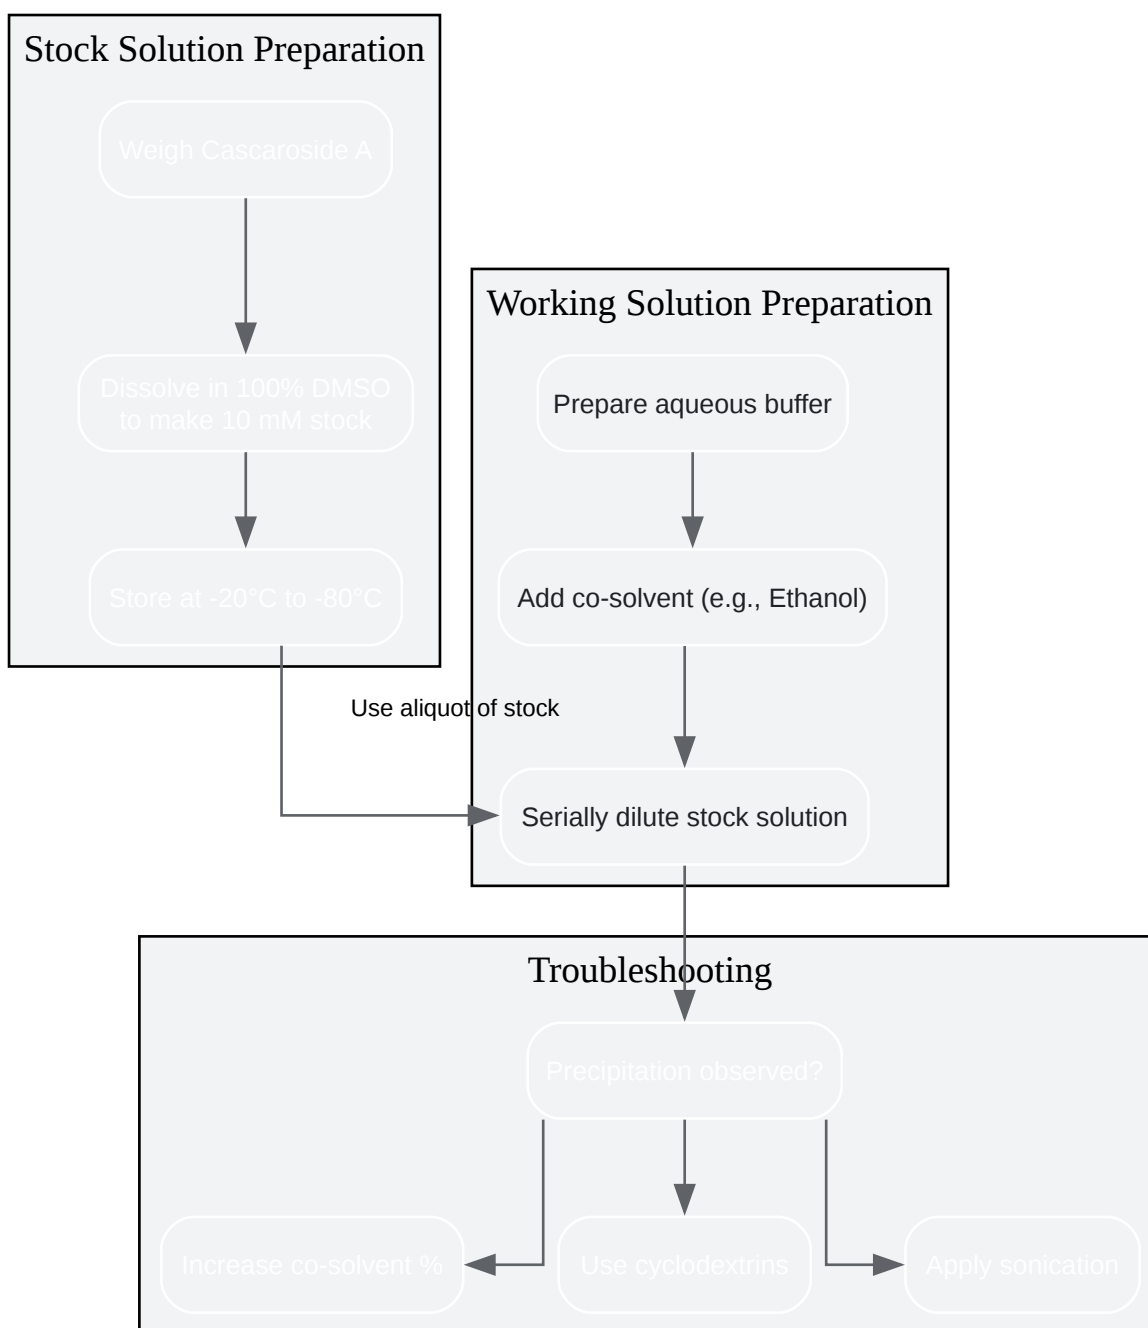 Stock Solution Preparation
Weigh Cascaroside A
Dissolve in 100% DMSO
to make 10 mM stock
Store at -20°C to -80°C
Use aliquot of stock
Working Solution Preparation
Prepare aqueous buffer
Add co-solvent (e.g., Ethanol)
Serially dilute stock solution
Troubleshooting
Precipitation observed?
Increase co-solvent %
Use cyclodextrins
Apply sonication